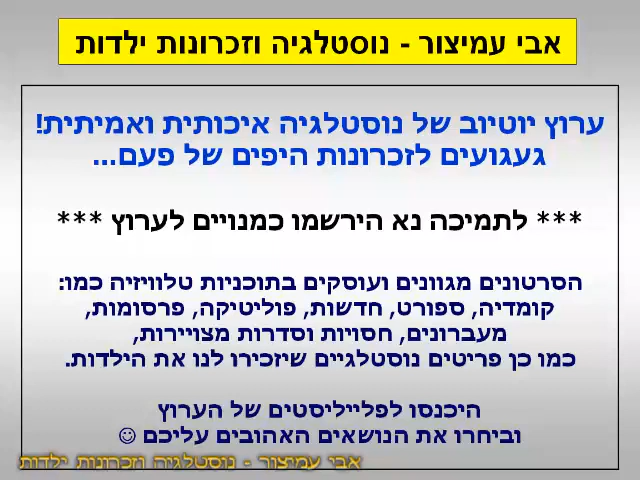 אבי עמיצור - נוסטלגיה וזכרונות ילדות
ערוץ יוטיוב של נוסטלגיה איכותית ואמיתית!
געגועים לזכרונות היפים של פעם...
*** לתמיכה נא הירשמו כמנויים לערוץ ***
הסרטונים מגוונים ועוסקים בתוכניות טלוויזיה כמו:
קומדיה, ספורט, חדשות, פוליטיקה, פרסומות,
מעברונים, חסויות וסדרות מצויירות,
כמו כן פריטים נוסטלגיים שיזכירו לנו את הילדות.
היכנסו לפלייליסטים של הערוץ
וביחרו את הנושאים האהובים עליכם ☺
אבי עמיצור - נוסטלגיה וזכרונות ילדות